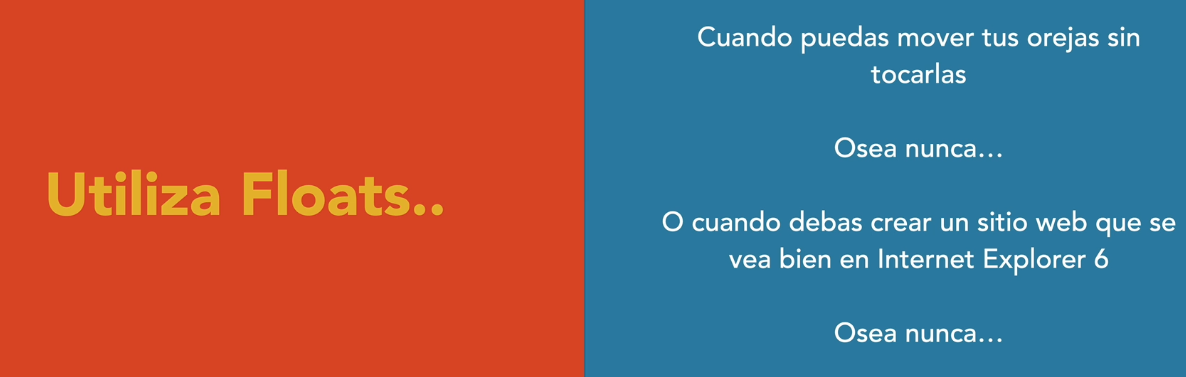 Utiliza Floats..
Cuando puedas mover tus orejas sin
tocarlas
Osea nunca...
O cuando debas crear un sitio web que se
vea bien en Internet Explorer 6
Osea nunca...